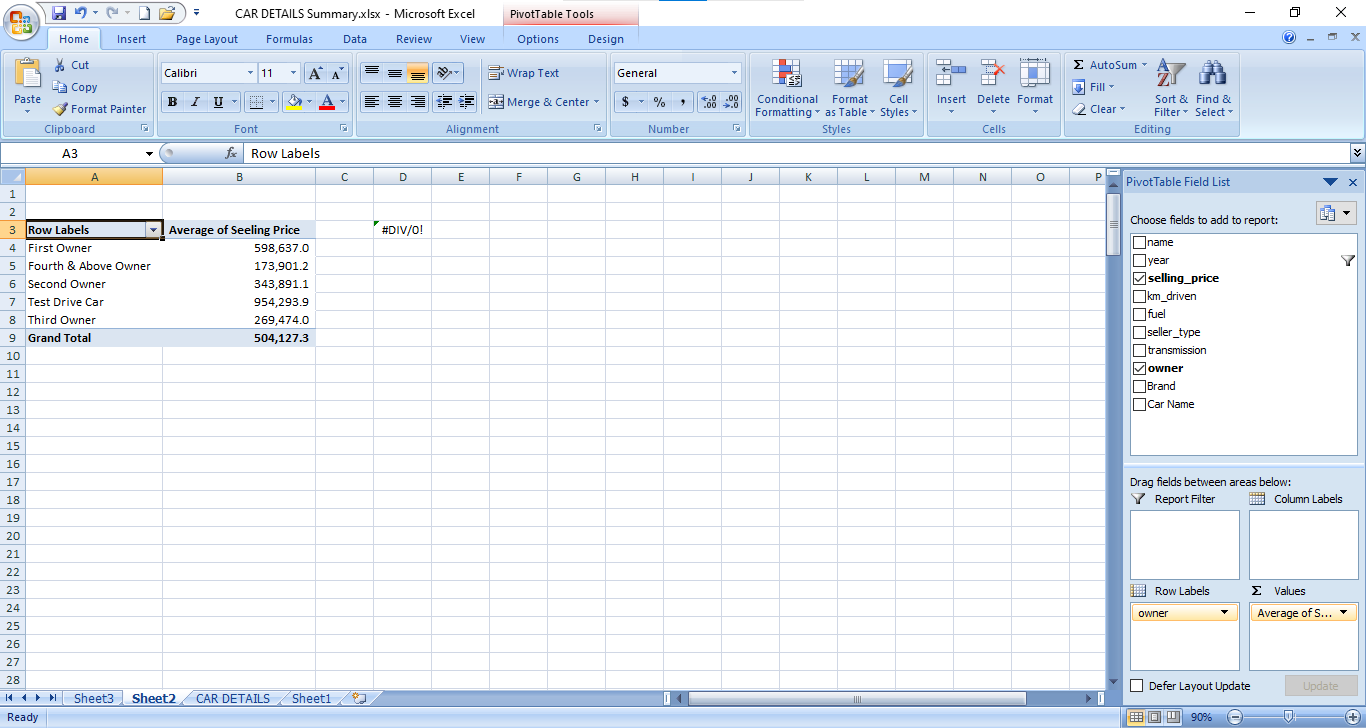 CAR DETAILS Summary.xlsx - Microsoft Excel
PivotTable Tools
Home Insert Page Layout Formulas Data Review View Options Design
Paste
Cut
Copy
Format Painter
Clipboard
Calibri 11
B I U
Font
Wrap Text
Merge & Center
Alignment
General
$ % ,
Number
Conditional Formatting
Format as Table
Cell Styles
Styles
Insert Delete Format
Cells
Σ AutoSum
Fill
Clear
Sort & Filter
Find & Select
Editing
A3 fx Row Labels
A B C D E F G H I J K L M N O P
1
2
3 Row Labels Average of Seeling Price #DIV/0!
4 First Owner 598,637.0
5 Fourth & Above Owner 173,901.2
6 Second Owner 343,891.1
7 Test Drive Car 954,293.9
8 Third Owner 269,474.0
9 Grand Total 504,127.3
10
11
12
13
14
15
16
17
18
19
20
21
22
23
24
25
26
27
28
PivotTable Field List
Choose fields to add to report:
name
year
selling_price
km_driven
fuel
seller_type
transmission
owner
Brand
Car Name
Drag fields between areas below:
Report Filter Column Labels
Row Labels Σ Values
owner Average of S...
Defer Layout Update Update
Sheet3 Sheet2 CAR DETAILS Sheet1
Ready 90%